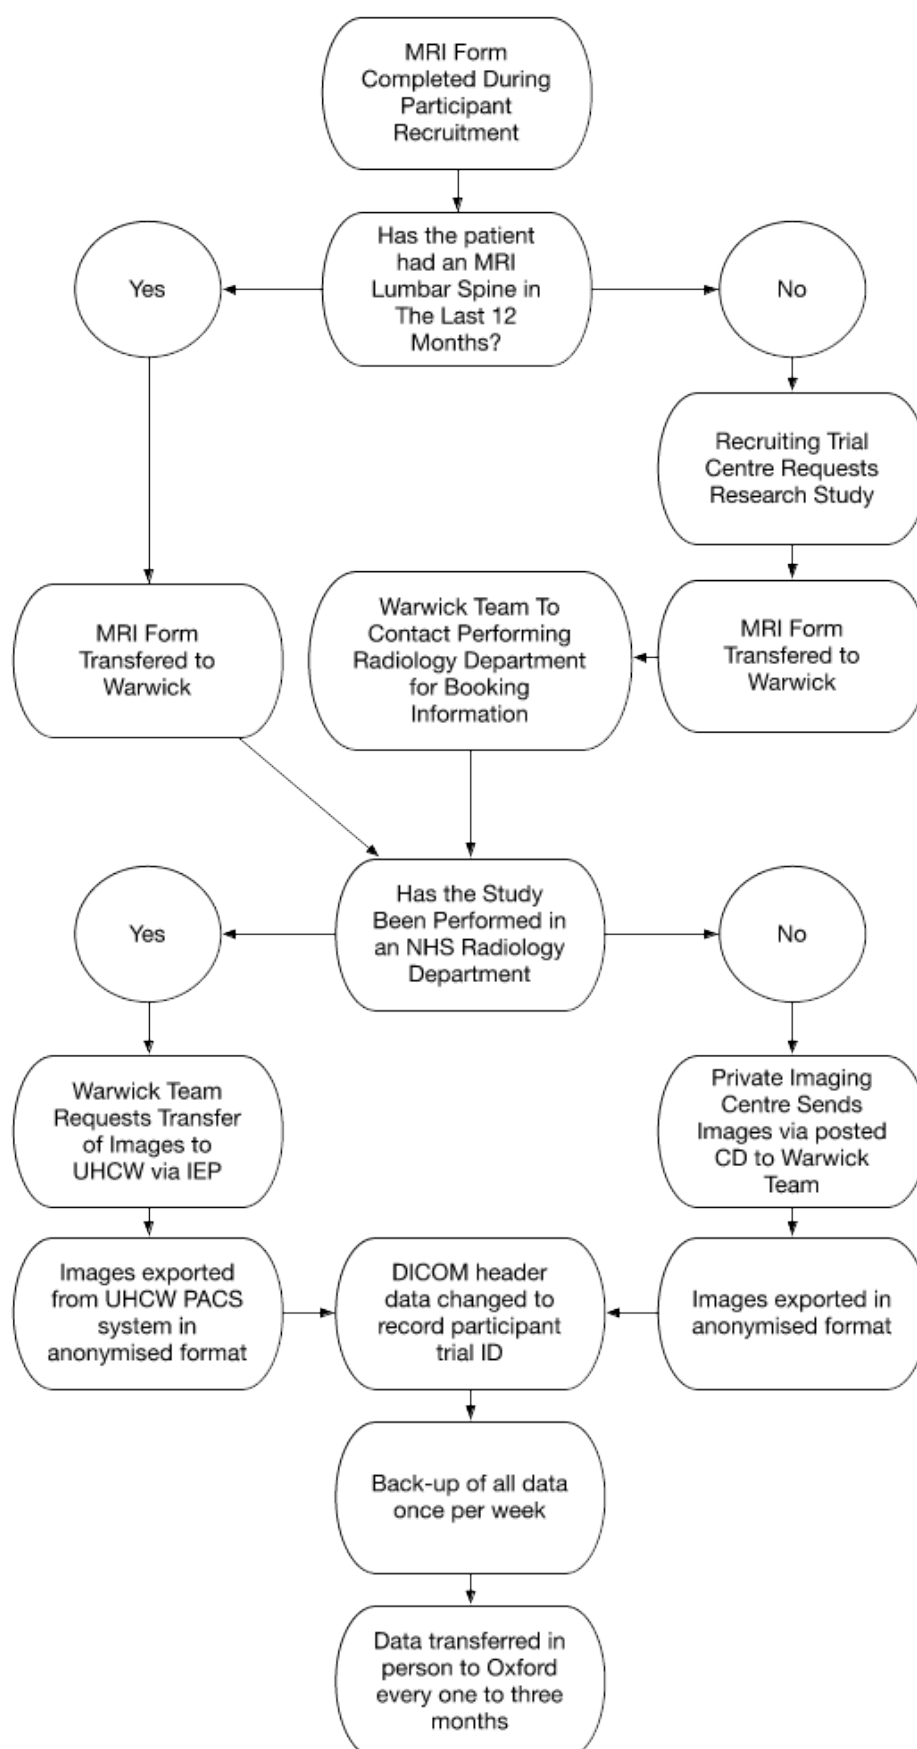 MRI Form
Completed During
Participant
Recruitment
Has the patient
had an MRI
Lumbar Spine in
The Last 12
Months?
Yes
No
Recruiting Trial
Centre Requests
Research Study
MRI Form
Transfered to
Warwick
Warwick Team To
Contact Performing
Radiology Department
for Booking
Information
MRI Form
Transfered to
Warwick
Has the Study
Been Performed in
an NHS Radiology
Department
Yes
No
Warwick Team
Requests Transfer
of Images to
UHCW via IEP
Private Imaging
Centre Sends
Images via posted
CD to Warwick
Team
Images exported
from UHCW PACS
system in
anonymised format
DICOM header
data changed to
record participant
trial ID
Images exported in
anonymised format
Back-up of all data
once per week
Data transferred in
person to Oxford
every one to three
months